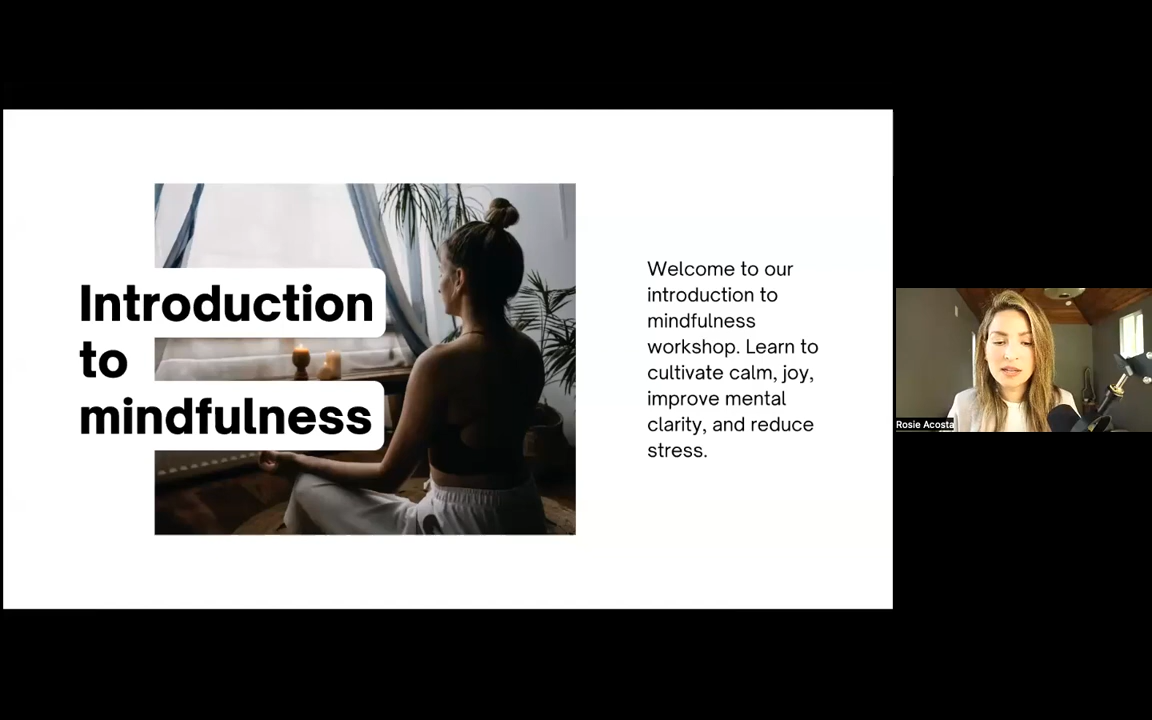 Introduction
to
mindfulness
Welcome to our
introduction to
mindfulness
workshop. Learn to
cultivate calm, joy,
improve mental
clarity, and reduce
stress.
Rosie Acosta